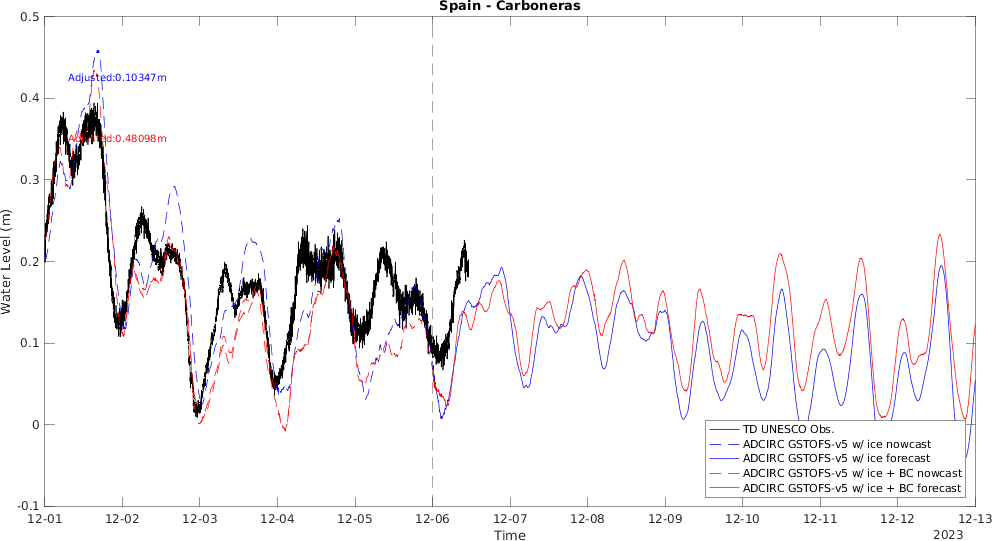 Spain - Carboneras
0.5
0.4
0.3
0.2
0.1
0
-0.1
Water Level (m)
Adjusted:0.10347m
Adjusted:0.48098m
TD UNESCO Obs.
ADCIRC GSTOFS-v5 w/ ice nowcast
ADCIRC GSTOFS-v5 w/ ice forecast
ADCIRC GSTOFS-v5 w/ ice + BC nowcast
ADCIRC GSTOFS-v5 w/ ice + BC forecast
12-01 12-02 12-03 12-04 12-05 12-06 12-07 12-08 12-09 12-10 12-11 12-12 12-13
Time
2023